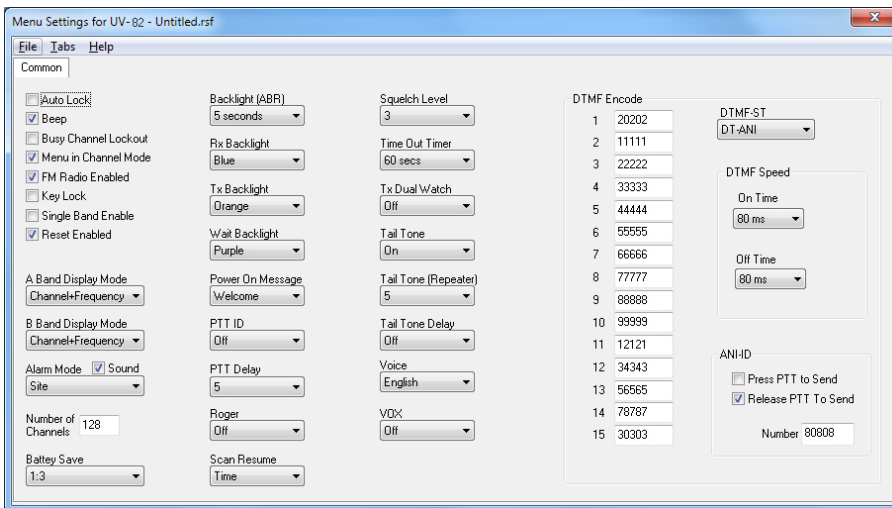 Menu Settings for UV-82 - Untitled.rsf
File Tabs Help
Common
Auto Lock
Beep
Busy Channel Lockout
Menu in Channel Mode
FM Radio Enabled
Key Lock
Single Band Enable
Reset Enabled
A Band Display Mode
Channel+Frequency
B Band Display Mode
Channel+Frequency
Alarm Mode Sound
Site
Number of
Channels 128
Battey Save
1:3
Backlight (ABR)
5 seconds
Rx Backlight
Blue
Tx Backlight
Orange
Wait Backlight
Purple
Power On Message
Welcome
PTT ID
Off
PTT Delay
5
Roger
Off
Scan Resume
Time
Squelch Level
3
Time Out Timer
60 secs
Tx Dual Watch
Off
Tail Tone
On
Tail Tone (Repeater)
5
Tail Tone Delay
Off
Voice
English
VOX
Off
DTMF Encode
1 20202
2 11111
3 22222
4 33333
5 44444
6 55555
7 66666
8 77777
9 88888
10 99999
11 12121
12 34343
13 56565
14 78787
15 30303
DTMF-ST
DT-ANI
DTMF Speed
On Time
80 ms
Off Time
80 ms
ANI-ID
Press PTT to Send
Release PTT To Send
Number 80808